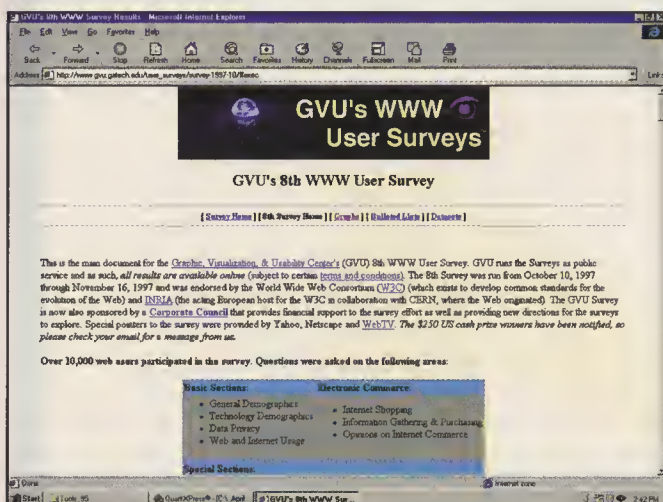 GVU's 8th WWW Survey Results - Microsoft Internet Explorer
File Edit View Go Favorites Help
Back Forward Stop Refresh Home Search Favorites History Channels Fullscreen Mail Print
Address http://www.gvu.gatech.edu/user_surveys/survey-1997-10/#exsc Links
GVU's WWW
User Surveys
GVU's 8th WWW User Survey
[ Survey Home ] [ 8th Survey Home ] [ Graphs ] [ Bulleted Lists ] [ Datasets ]
This is the main document for the Graphic, Visualization, & Usability Center's (GVU) 8th WWW User Survey. GVU runs the Surveys as public
service and as such, all results are available online (subject to certain terms and conditions). The 8th Survey was run from October 10, 1997
through November 16, 1997 and was endorsed by the World Wide Web Consortium (W3C) (which exists to develop common standards for the
evolution of the Web) and INRIA (the acting European host for the W3C in collaboration with CERN, where the Web originated). The GVU Survey
is now also sponsored by a Corporate Council that provides financial support to the survey effort as well as providing new directions for the surveys
to explore. Special posters to the survey were provided by Yahoo, Netscape and WebTV. The $250 US cash prize winners have been notified, so
please check your email for a message from us.
Over 10,000 web users participated in the survey. Questions were asked on the following areas:
Basic Sections: Electronic Commerce:
• General Demographics
• Technology Demographics
• Data Privacy
• Web and Internet Usage
• Internet Shopping
• Information Gathering & Purchasing
• Opinions on Internet Commerce
Special Sections:
Done Internet zone
Start Tools_95 GVU's 8th WWW Sur... 2:42 PM